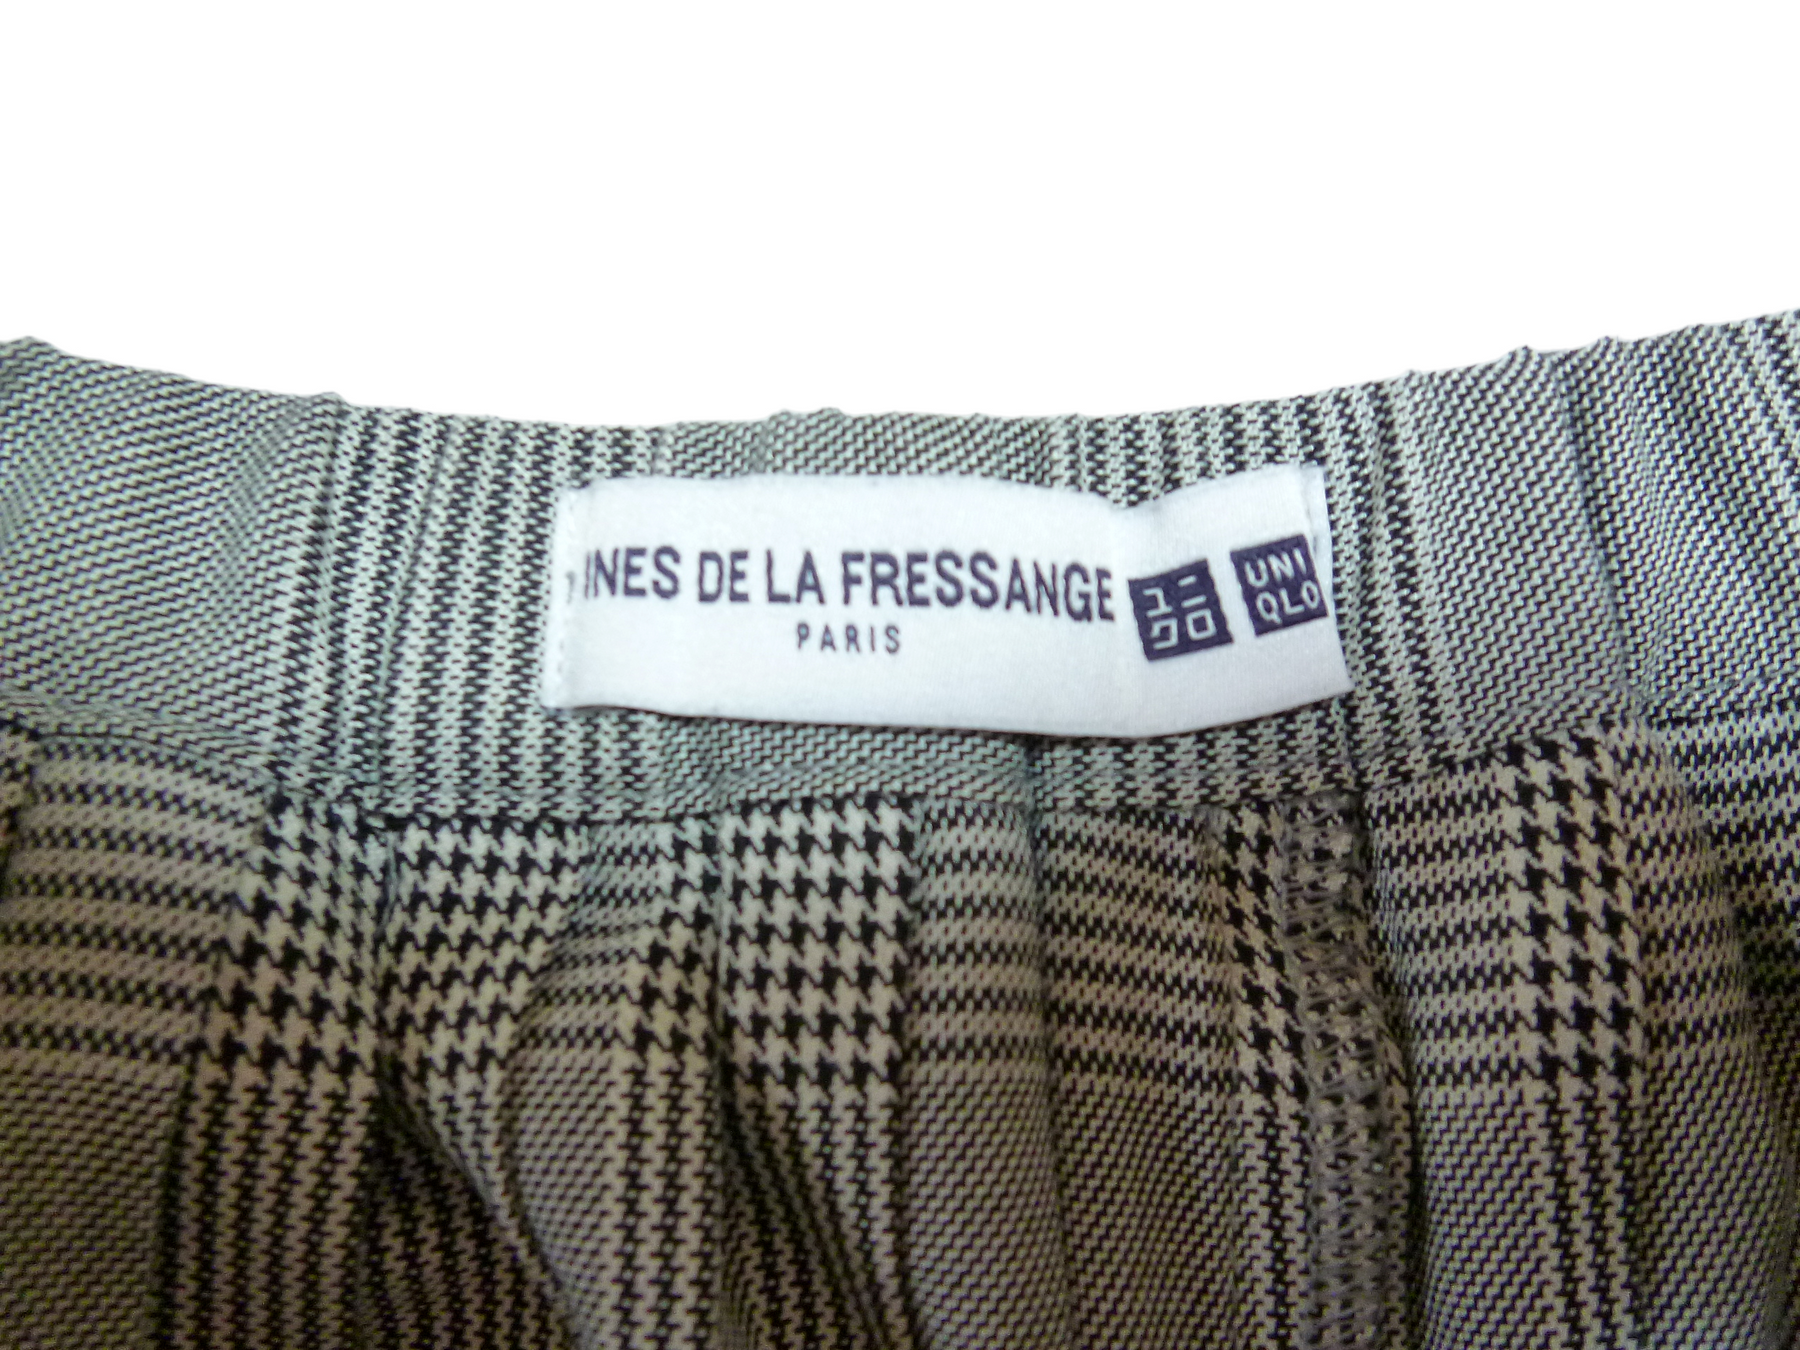 INES DE LA FRESSANGE
PARIS
ユニ
クロ
UNI
QLO